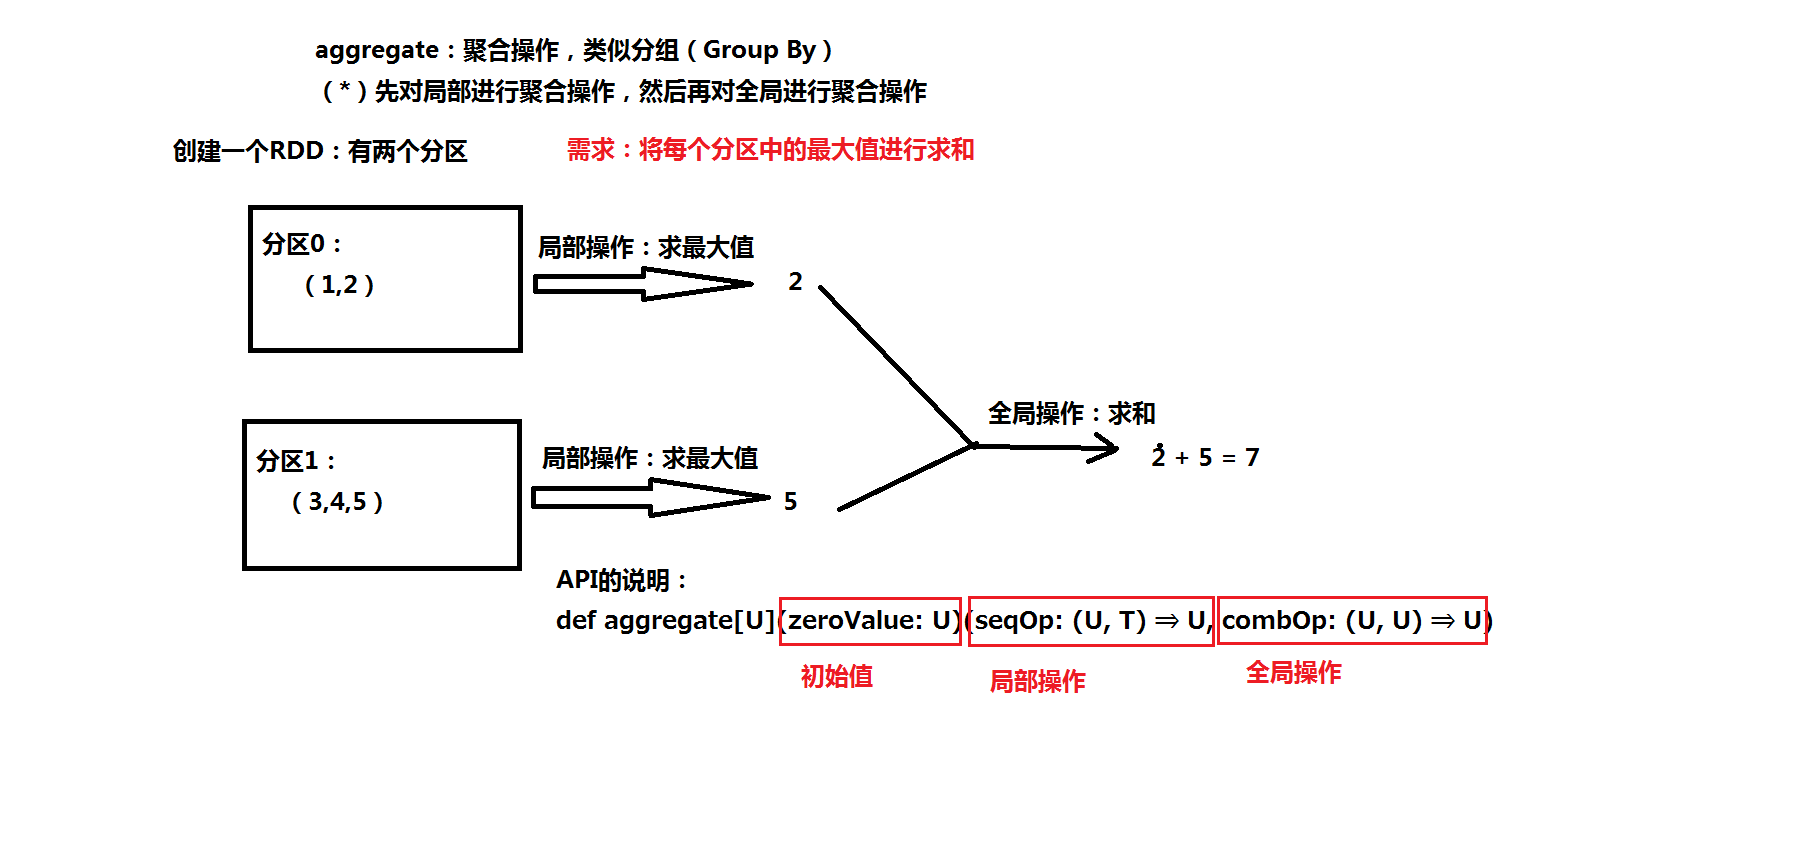 aggregate：聚合操作，类似分组（Group By）
（*）先对局部进行聚合操作，然后再对全局进行聚合操作
创建一个RDD：有两个分区
需求：将每个分区中的最大值进行求和
分区0：
（1,2）
局部操作：求最大值
2
全局操作：求和
2 + 5 = 7
分区1：
（3,4,5）
局部操作：求最大值
5
API的说明：
def aggregate[U](zeroValue: U)(seqOp: (U, T) ⇒ U, combOp: (U, U) ⇒ U)
初始值
局部操作
全局操作